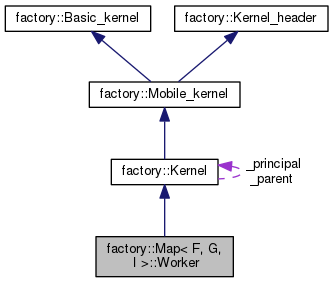 factory::Basic_kernel
factory::Kernel_header
factory::Mobile_kernel
factory::Kernel
_principal
_parent
factory::Map< F, G,
I >::Worker